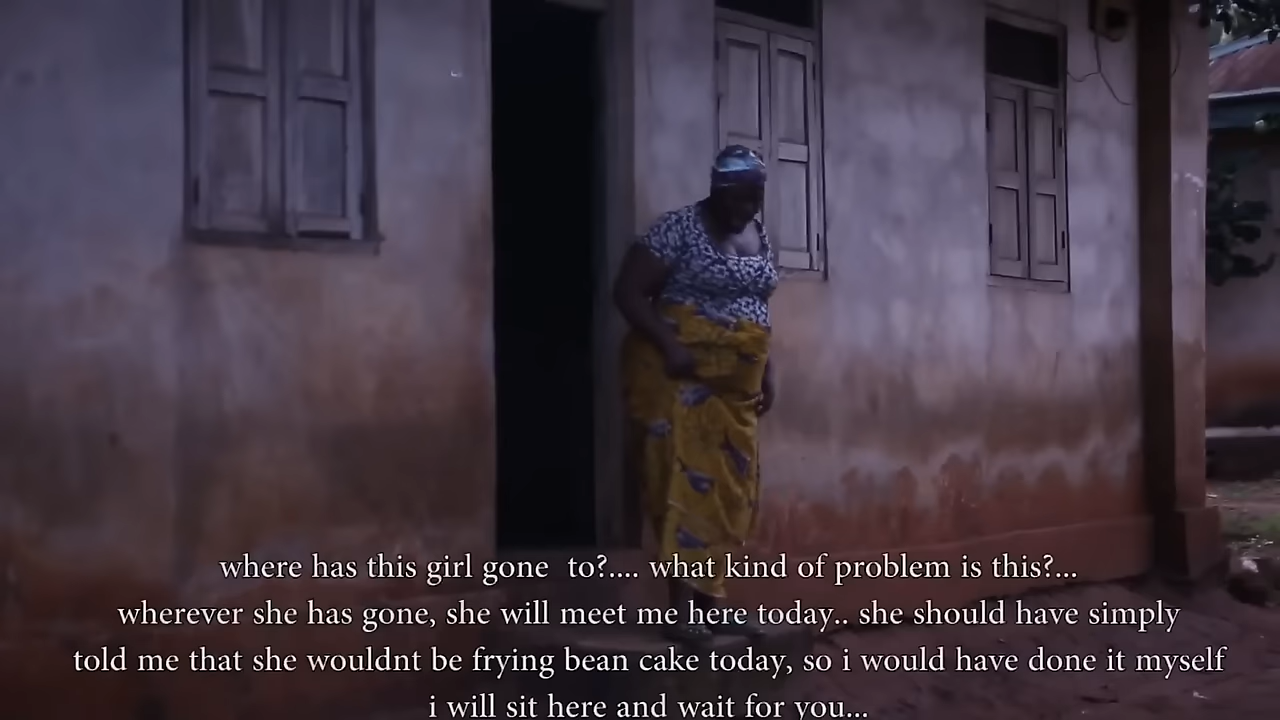 where has this girl gone  to?.... what kind of problem is this?...
wherever she has gone, she will meet me here today.. she should have simply
told me that she wouldnt be frying bean cake today, so i would have done it myself
i will sit here and wait for you...